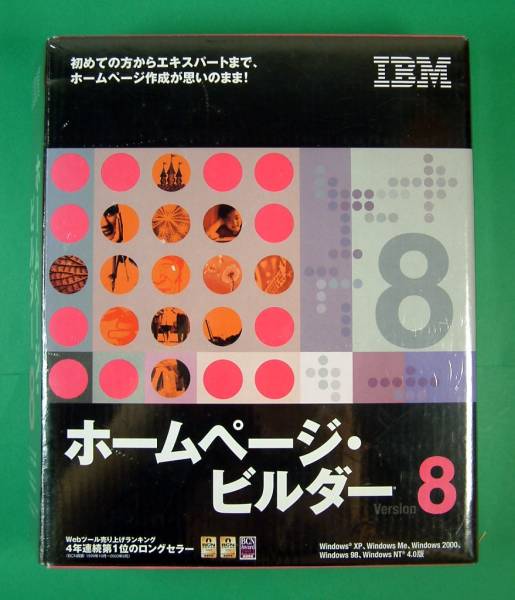 初めての方からエキスパートまで、
ホームページ作成が思いのまま!
IBM
8
ホームページ・
ビルダー
Version 8
Webツール売り上げランキング
4年連続第1位のロングセラー
BCN
BCN
BCN
Award
Windows® XP、Windows Me、Windows 2000、
Windows 98、Windows NT® 4.0版